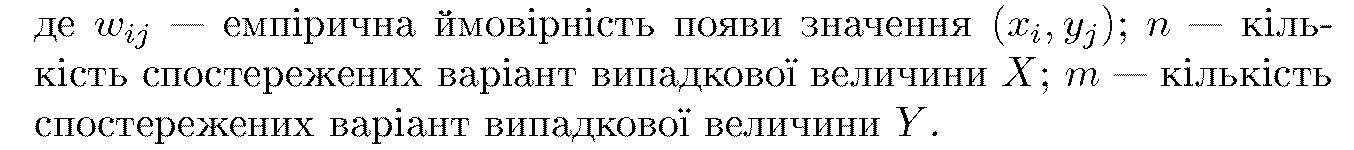 де w_{ij} — емпірична ймовірність появи значення (x_i, y_j); n — кіль-
кість спостережених варіант випадкової величини X; m — кількість
спостережених варіант випадкової величини Y.